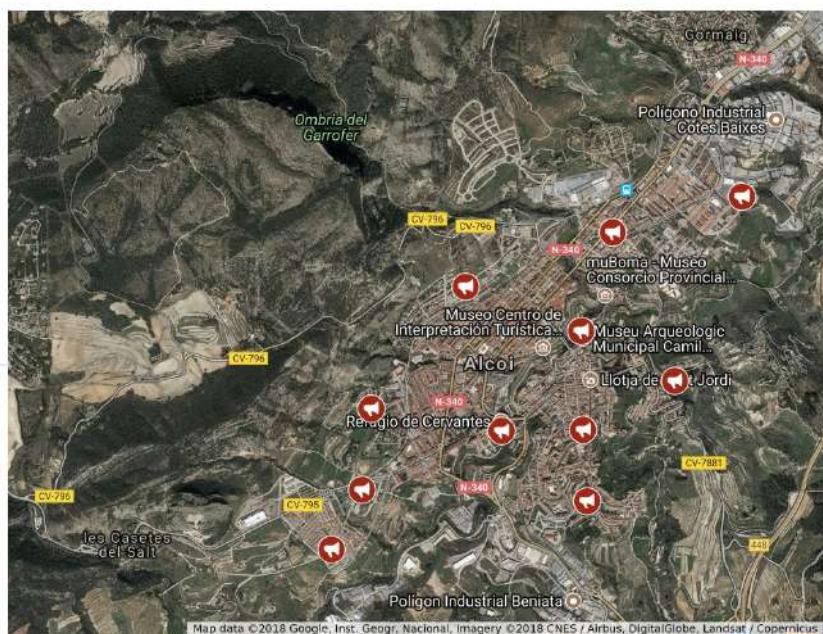 Gormaig
N-340
Polígono Industrial
Cotes Baixes
Ombria del
Garrofer
CV-796
CV-796
N-340
muBoma - Museo
Consorcio Provincial...
Museo Centro de
Interpretación Turística...
Museu Arqueologic
Municipal Camil...
CV-796
Alcoi
Llotja de
t Jordi
N-340
Refugio de Cervantes
CV-7881
N-340
CV-796
CV-795
les Casetes
del Salt
448
Polígon Industrial Beniata
Map data ©2018 Google, Inst. Geogr. Nacional, Imagery ©2018 CNES / Airbus, DigitalGlobe, Landsat / Copernicus